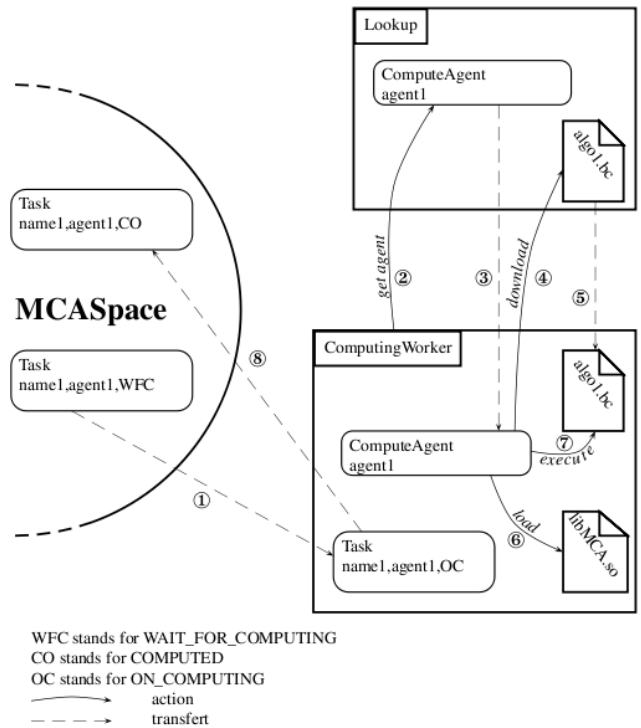 Lookup
ComputeAgent
agent1
algo1.bc
Task
name1,agent1,CO
get agent
②
③
download
④
⑤
MCASpace
ComputingWorker
⑧
Task
name1,agent1,WFC
algo1.bc
ComputeAgent
agent1
⑦
execute
①
load
⑥
libMCA.so
Task
name1,agent1,OC
WFC stands for WAIT_FOR_COMPUTING
CO stands for COMPUTED
OC stands for ON_COMPUTING
action
transfert